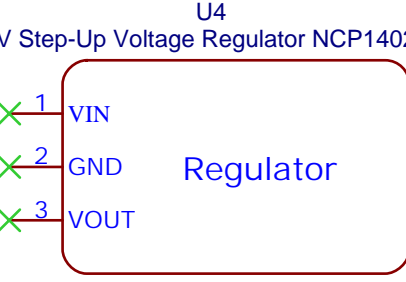 U4
V Step-Up Voltage Regulator NCP1402
1 VIN
2 GND Regulator
3 VOUT